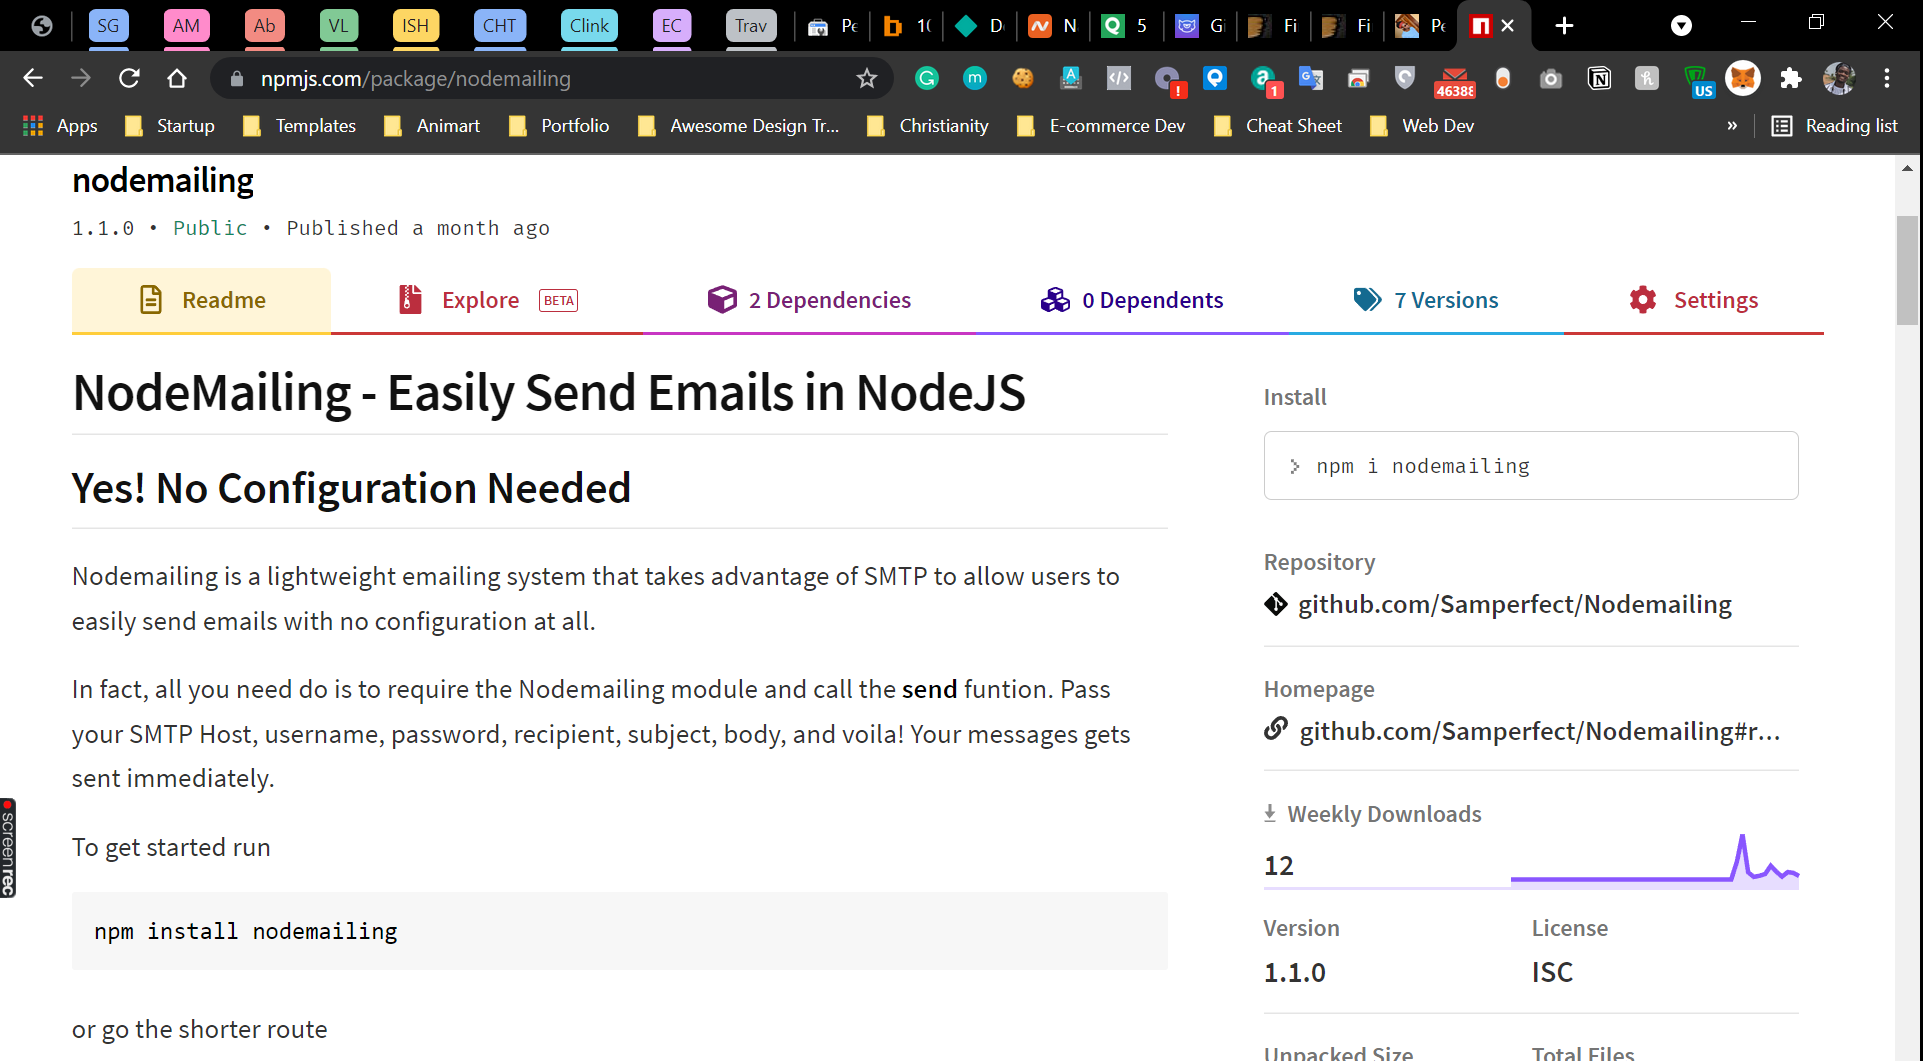 SG AM Ab VL ISH CHT Clink EC Trav Pe 10 D N 5 Gi Fi Fi Pe
npmjs.com/package/nodemailing
46388 1 US
Apps Startup Templates Animart Portfolio Awesome Design Tr... Christianity E-commerce Dev Cheat Sheet Web Dev » Reading list
nodemailing
1.1.0 • Public • Published a month ago
Readme Explore BETA 2 Dependencies 0 Dependents 7 Versions Settings
NodeMailing - Easily Send Emails in NodeJS
Yes! No Configuration Needed
Nodemailing is a lightweight emailing system that takes advantage of SMTP to allow users to
easily send emails with no configuration at all.
In fact, all you need do is to require the Nodemailing module and call the send funtion. Pass
your SMTP Host, username, password, recipient, subject, body, and voila! Your messages gets
sent immediately.
To get started run
npm install nodemailing
or go the shorter route
Install
> npm i nodemailing
Repository
github.com/Samperfect/Nodemailing
Homepage
github.com/Samperfect/Nodemailing#r...
Weekly Downloads
12
Version License
1.1.0 ISC
Unpacked Size Total Files
screenrec